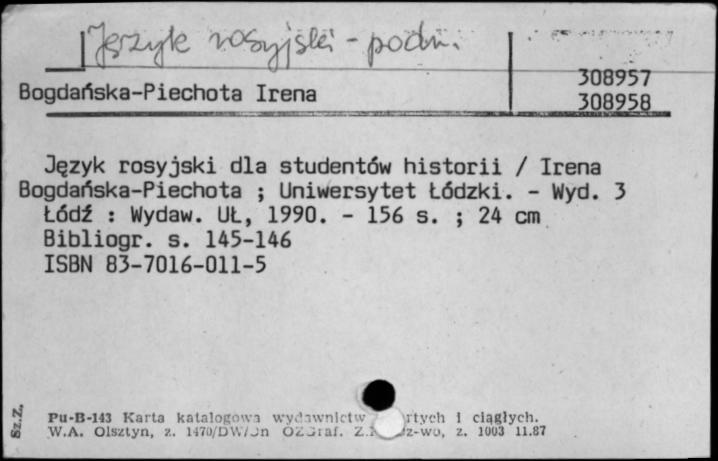 Język rosyjski - podr.
308957
Bogdańska-Piechota Irena
308958
Język rosyjski dla studentów historii / Irena
Bogdańska-Piechota ; Uniwersytet Łódzki. - Wyd. 3
Łódź : Wydaw. UŁ, 1990. - 156 s. ; 24 cm
Bibliogr. s. 145-146
ISBN 83-7016-011-5
Sz.Z.
Pu-B-143 Karta katalogowa wydawnictw i ciągłych.
W.A. Olsztyn, z. 1470/DW/Jn OZGraf. z. 1003 11.87